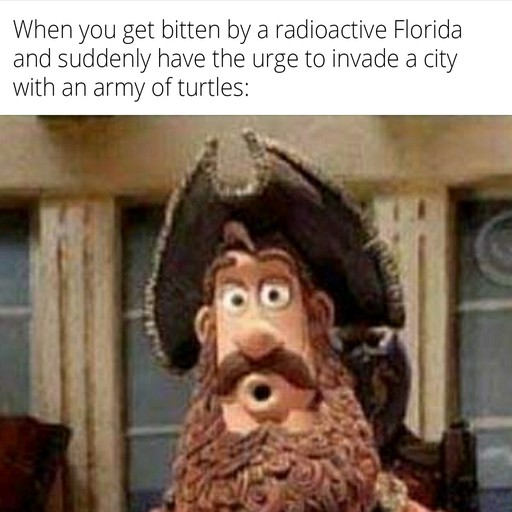 When you get bitten by a radioactive Florida
and suddenly have the urge to invade a city
with an army of turtles: